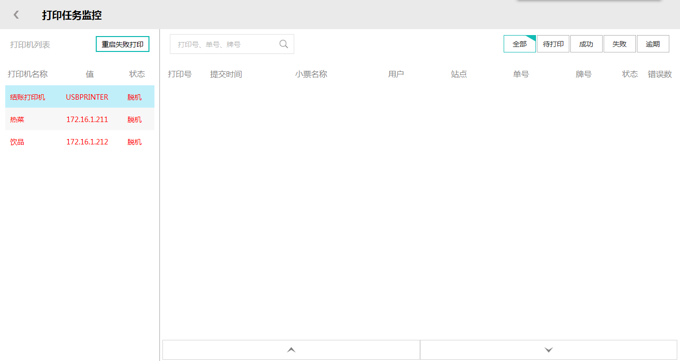 打印任务监控
打印机列表
重启失败打印
打印机名称 值 状态
结账打印机 USBPRINTER 脱机
热菜 172.16.1.211 脱机
饮品 172.16.1.212 脱机
打印号、单号、牌号
全部 待打印 成功 失败 逾期
打印号 提交时间 小票名称 用户 站点 单号 牌号 状态 错误数